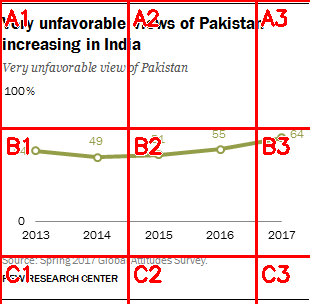 Very unfavorable views of Pakistan
increasing in India
Very unfavorable view of Pakistan
100%
A1 A2 A3
49 51 55 64
B1 B2 B3
0
2013 2014 2015 2016 2017
Source: Spring 2017 Global Attitudes Survey.
PEW RESEARCH CENTER
C1 C2 C3